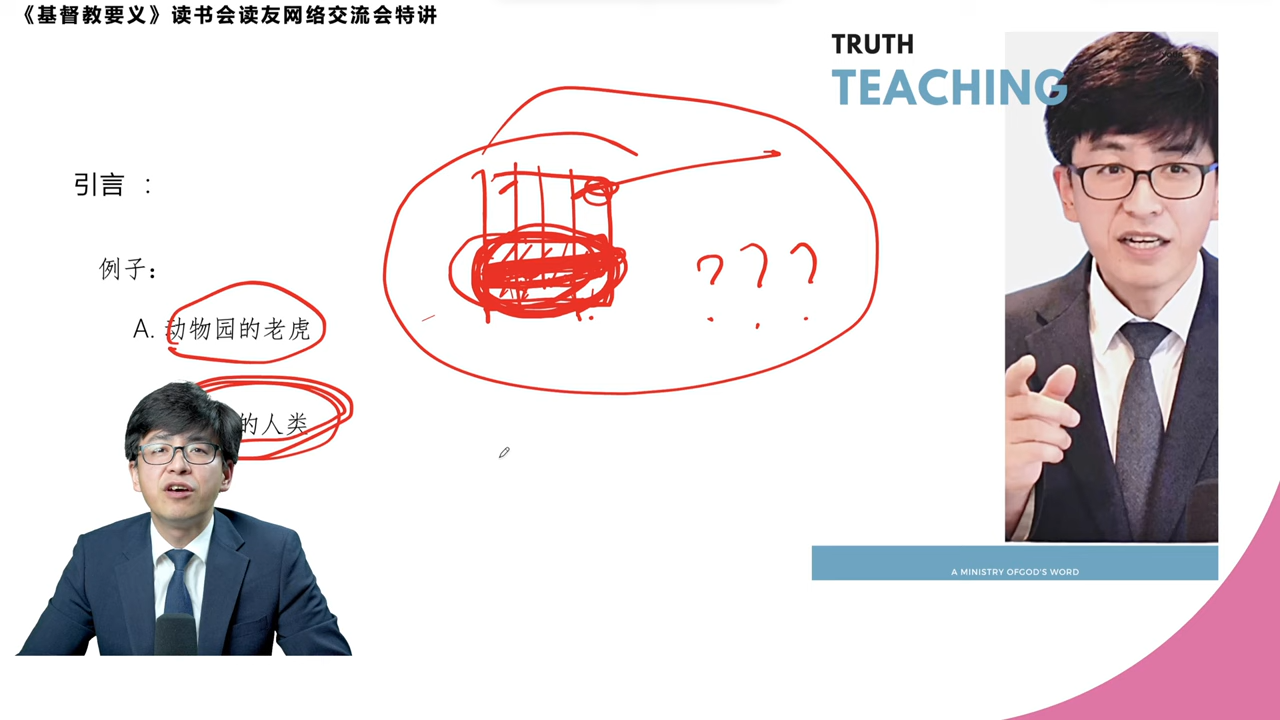 《基督教要义》读书会读友网络交流会特讲
TRUTH
TEACHING
引言 ：
例子：
A. 动物园的老虎
的人类
? ? ?
A MINISTRY OFGOD'S WORD